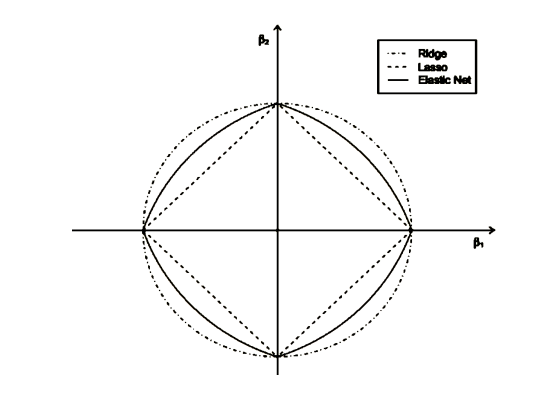 β₂
Ridge
Lasso
Elastic Net
β₁